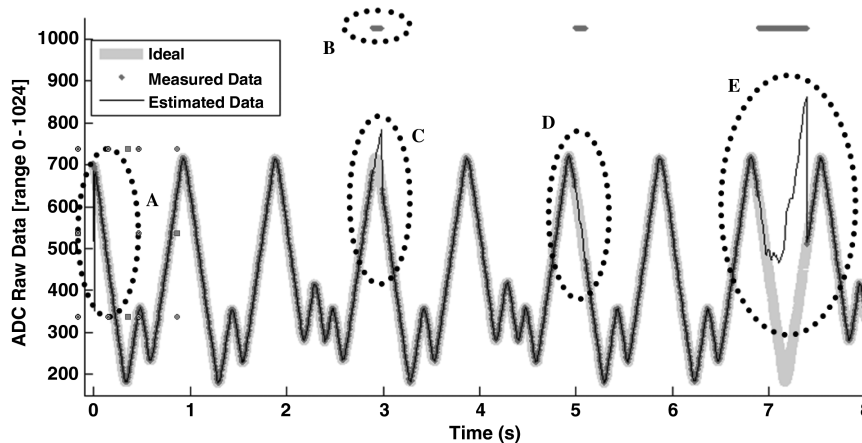 B
1000
Ideal
Measured Data
Estimated Data
900
800
700
600
500
400
300
200
ADC Raw Data [range 0 - 1024]
A
C
D
E
0
1
2
3
4
5
6
7
8
Time (s)